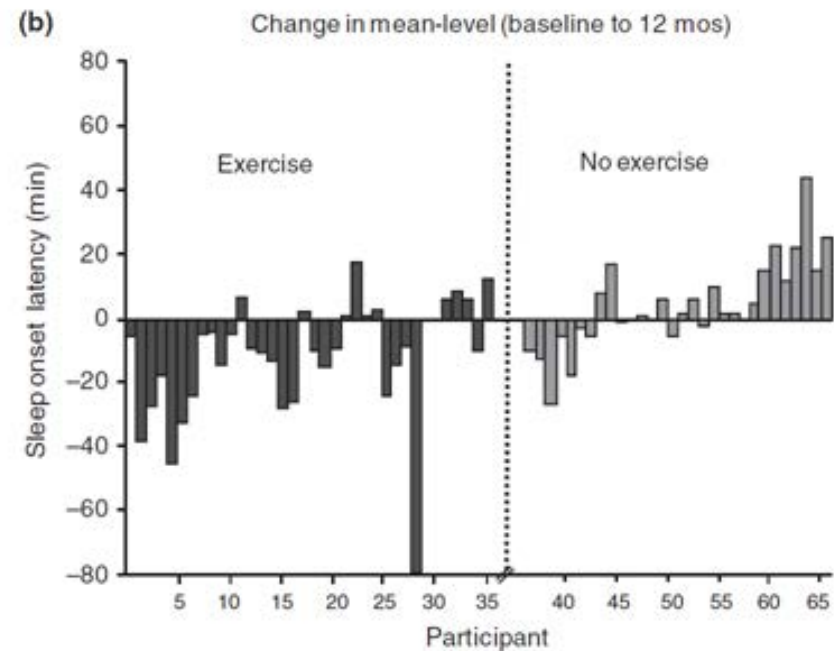 (b) Change in mean-level (baseline to 12 mos)
80
60
40
20
0
−20
−40
−60
−80
Sleep onset latency (min)
Exercise
No exercise
5 10 15 20 25 30 35 40 45 50 55 60 65
Participant